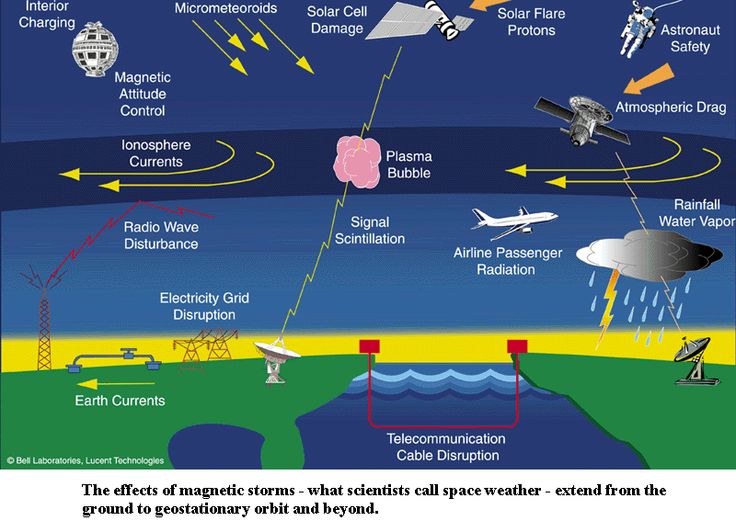 Interior
Charging
Micrometeoroids
Solar Cell
Damage
Solar Flare
Protons
Astronaut
Safety
Magnetic
Attitude
Control
Atmospheric Drag
Ionosphere
Currents
Plasma
Bubble
Rainfall
Water Vapor
Radio Wave
Disturbance
Signal
Scintillation
Airline Passenger
Radiation
Electricity Grid
Disruption
Earth Currents
Telecommunication
Cable Disruption
© Bell Laboratories, Lucent Technologies
The effects of magnetic storms - what scientists call space weather - extend from the
ground to geostationary orbit and beyond.